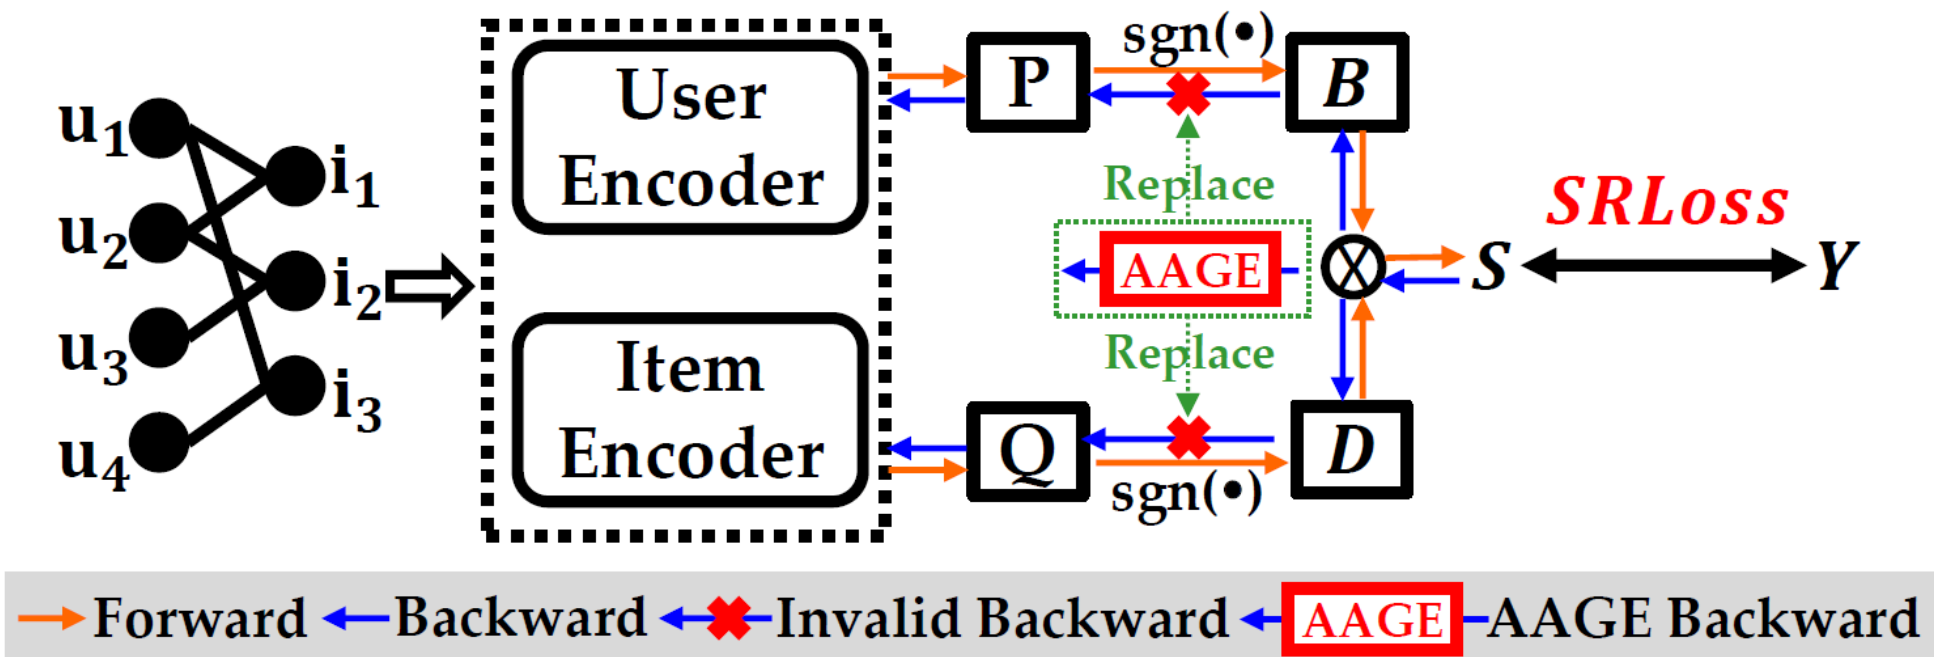 u1
u2
u3
u4
i1
i2
i3
User
Encoder
Item
Encoder
P
sgn(•)
B
Replace
AAGE
Replace
Q
sgn(•)
D
S
SRLoss
Y
Forward
Backward
Invalid Backward
AAGE
AAGE Backward